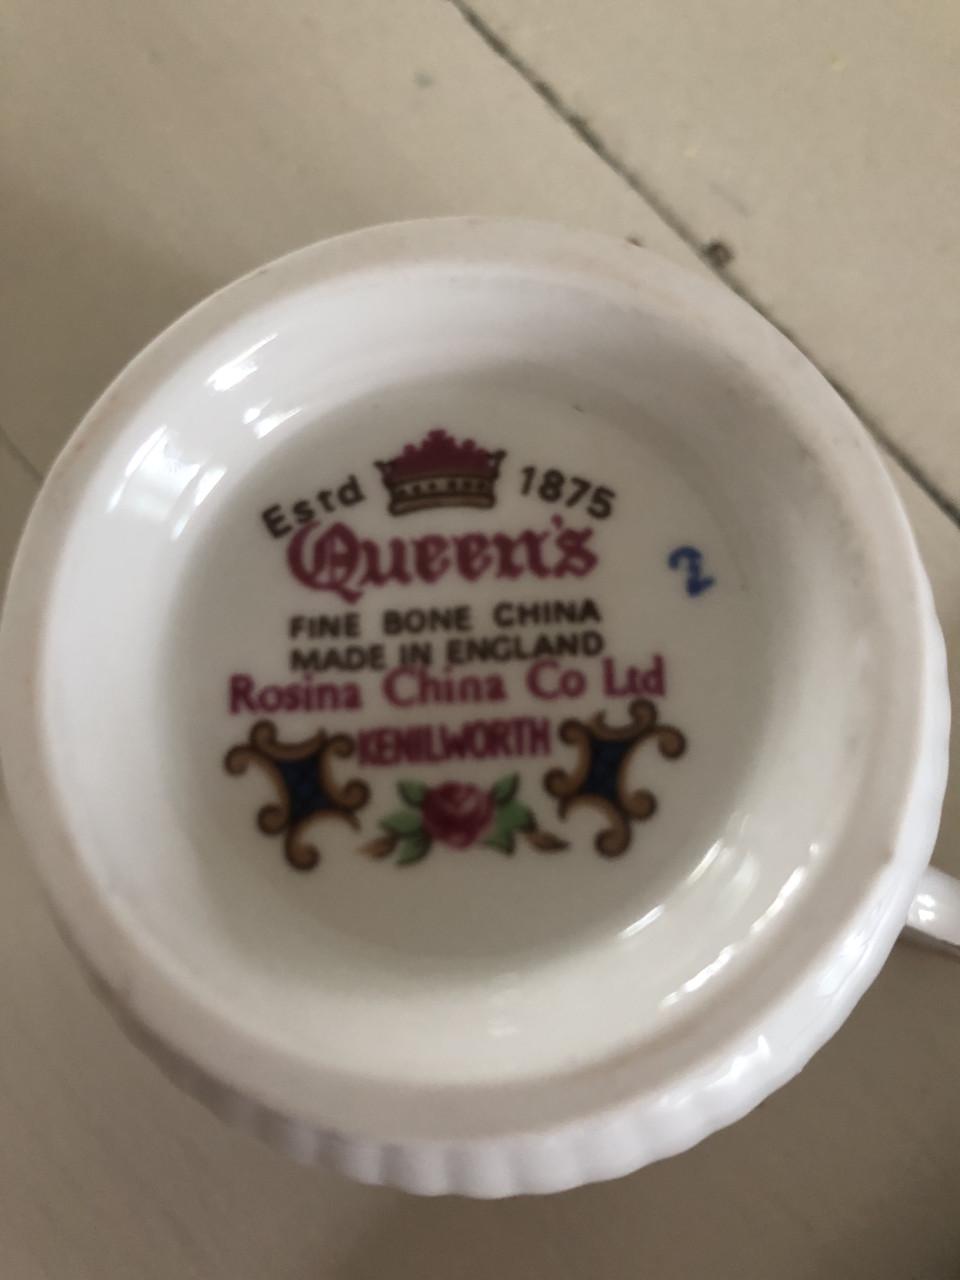 Estd 1875
Queen's
FINE BONE CHINA
MADE IN ENGLAND
Rosina China Co Ltd
KENILWORTH
2